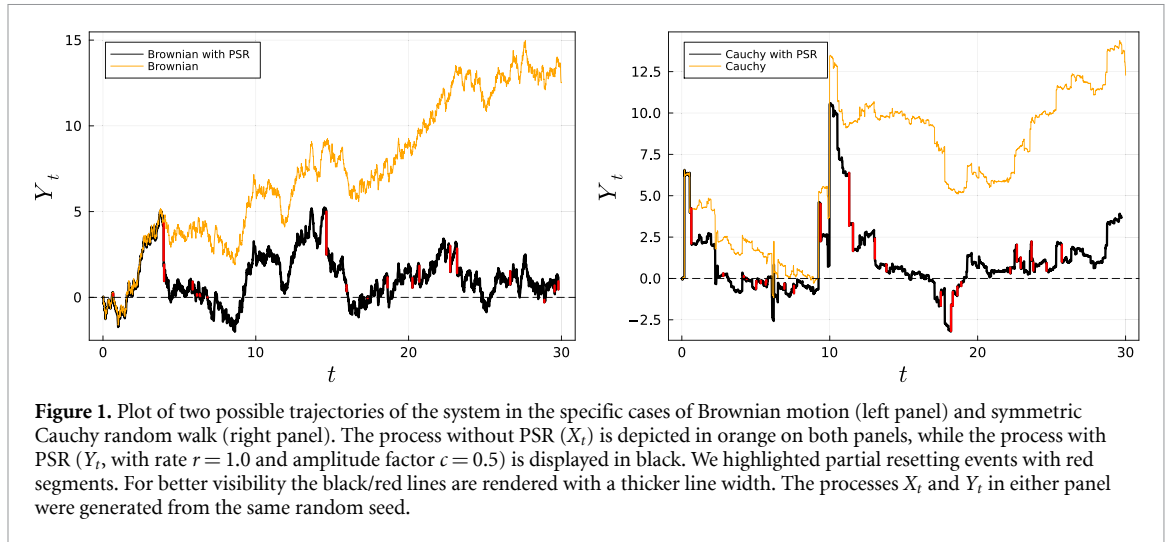 Brownian with PSR
Brownian
15
10
5
0
Y_t
0
10
20
30
t
Cauchy with PSR
Cauchy
12.5
10.0
7.5
5.0
2.5
0.0
−2.5
Y_t
0
10
20
30
t
Figure 1. Plot of two possible trajectories of the system in the specific cases of Brownian motion (left panel) and symmetric
Cauchy random walk (right panel). The process without PSR (X_t) is depicted in orange on both panels, while the process with
PSR (Y_t, with rate r = 1.0 and amplitude factor c = 0.5) is displayed in black. We highlighted partial resetting events with red
segments. For better visibility the black/red lines are rendered with a thicker line width. The processes X_t and Y_t in either panel
were generated from the same random seed.